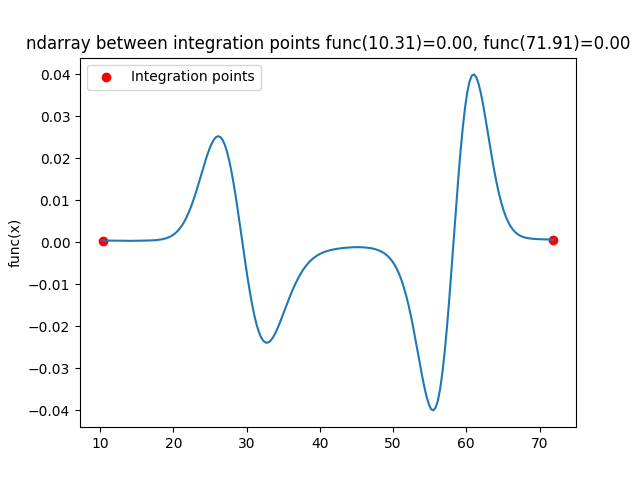 ndarray between integration points func(10.31)=0.00, func(71.91)=0.00
Integration points
func(x)
0.04
0.03
0.02
0.01
0.00
−0.01
−0.02
−0.03
−0.04
10 20 30 40 50 60 70